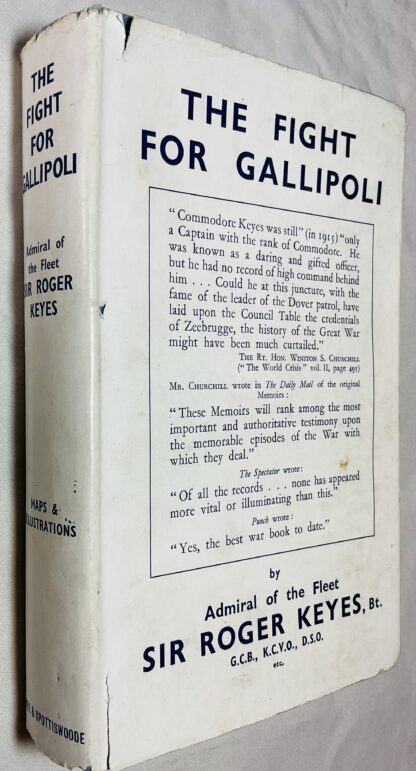 THE
FIGHT
FOR
GALLIPOLI
Admiral of
the Fleet
SIR ROGER
KEYES
MAPS &
ILLUSTRATIONS
& SPOTTISWOODE
THE FIGHT
FOR GALLIPOLI
"Commodore Keyes was still" (in 1915) "only
a Captain with the rank of Commodore. He
was known as a daring and gifted officer,
but he had no record of high command behind
him . . . Could he at this juncture, with the
fame of the leader of the Dover patrol, have
laid upon the Council Table the credentials
of Zeebrugge, the history of the Great War
might have been much curtailed."
THE RT. HON. WINSTON S. CHURCHILL
("The World Crisis" vol. II, page 495)
MR. CHURCHILL wrote in The Daily Mail of the original
Memoirs :
"These Memoirs will rank among the most
important and authoritative testimony upon
the memorable episodes of the War with
which they deal."
The Spectator wrote :
"Of all the records . . . none has appeared
more vital or illuminating than this."
Punch wrote :
"Yes, the best war book to date."
by
Admiral of the Fleet
SIR ROGER KEYES, Bt.
G.C.B., K.C.V.O., D.S.O.
etc.